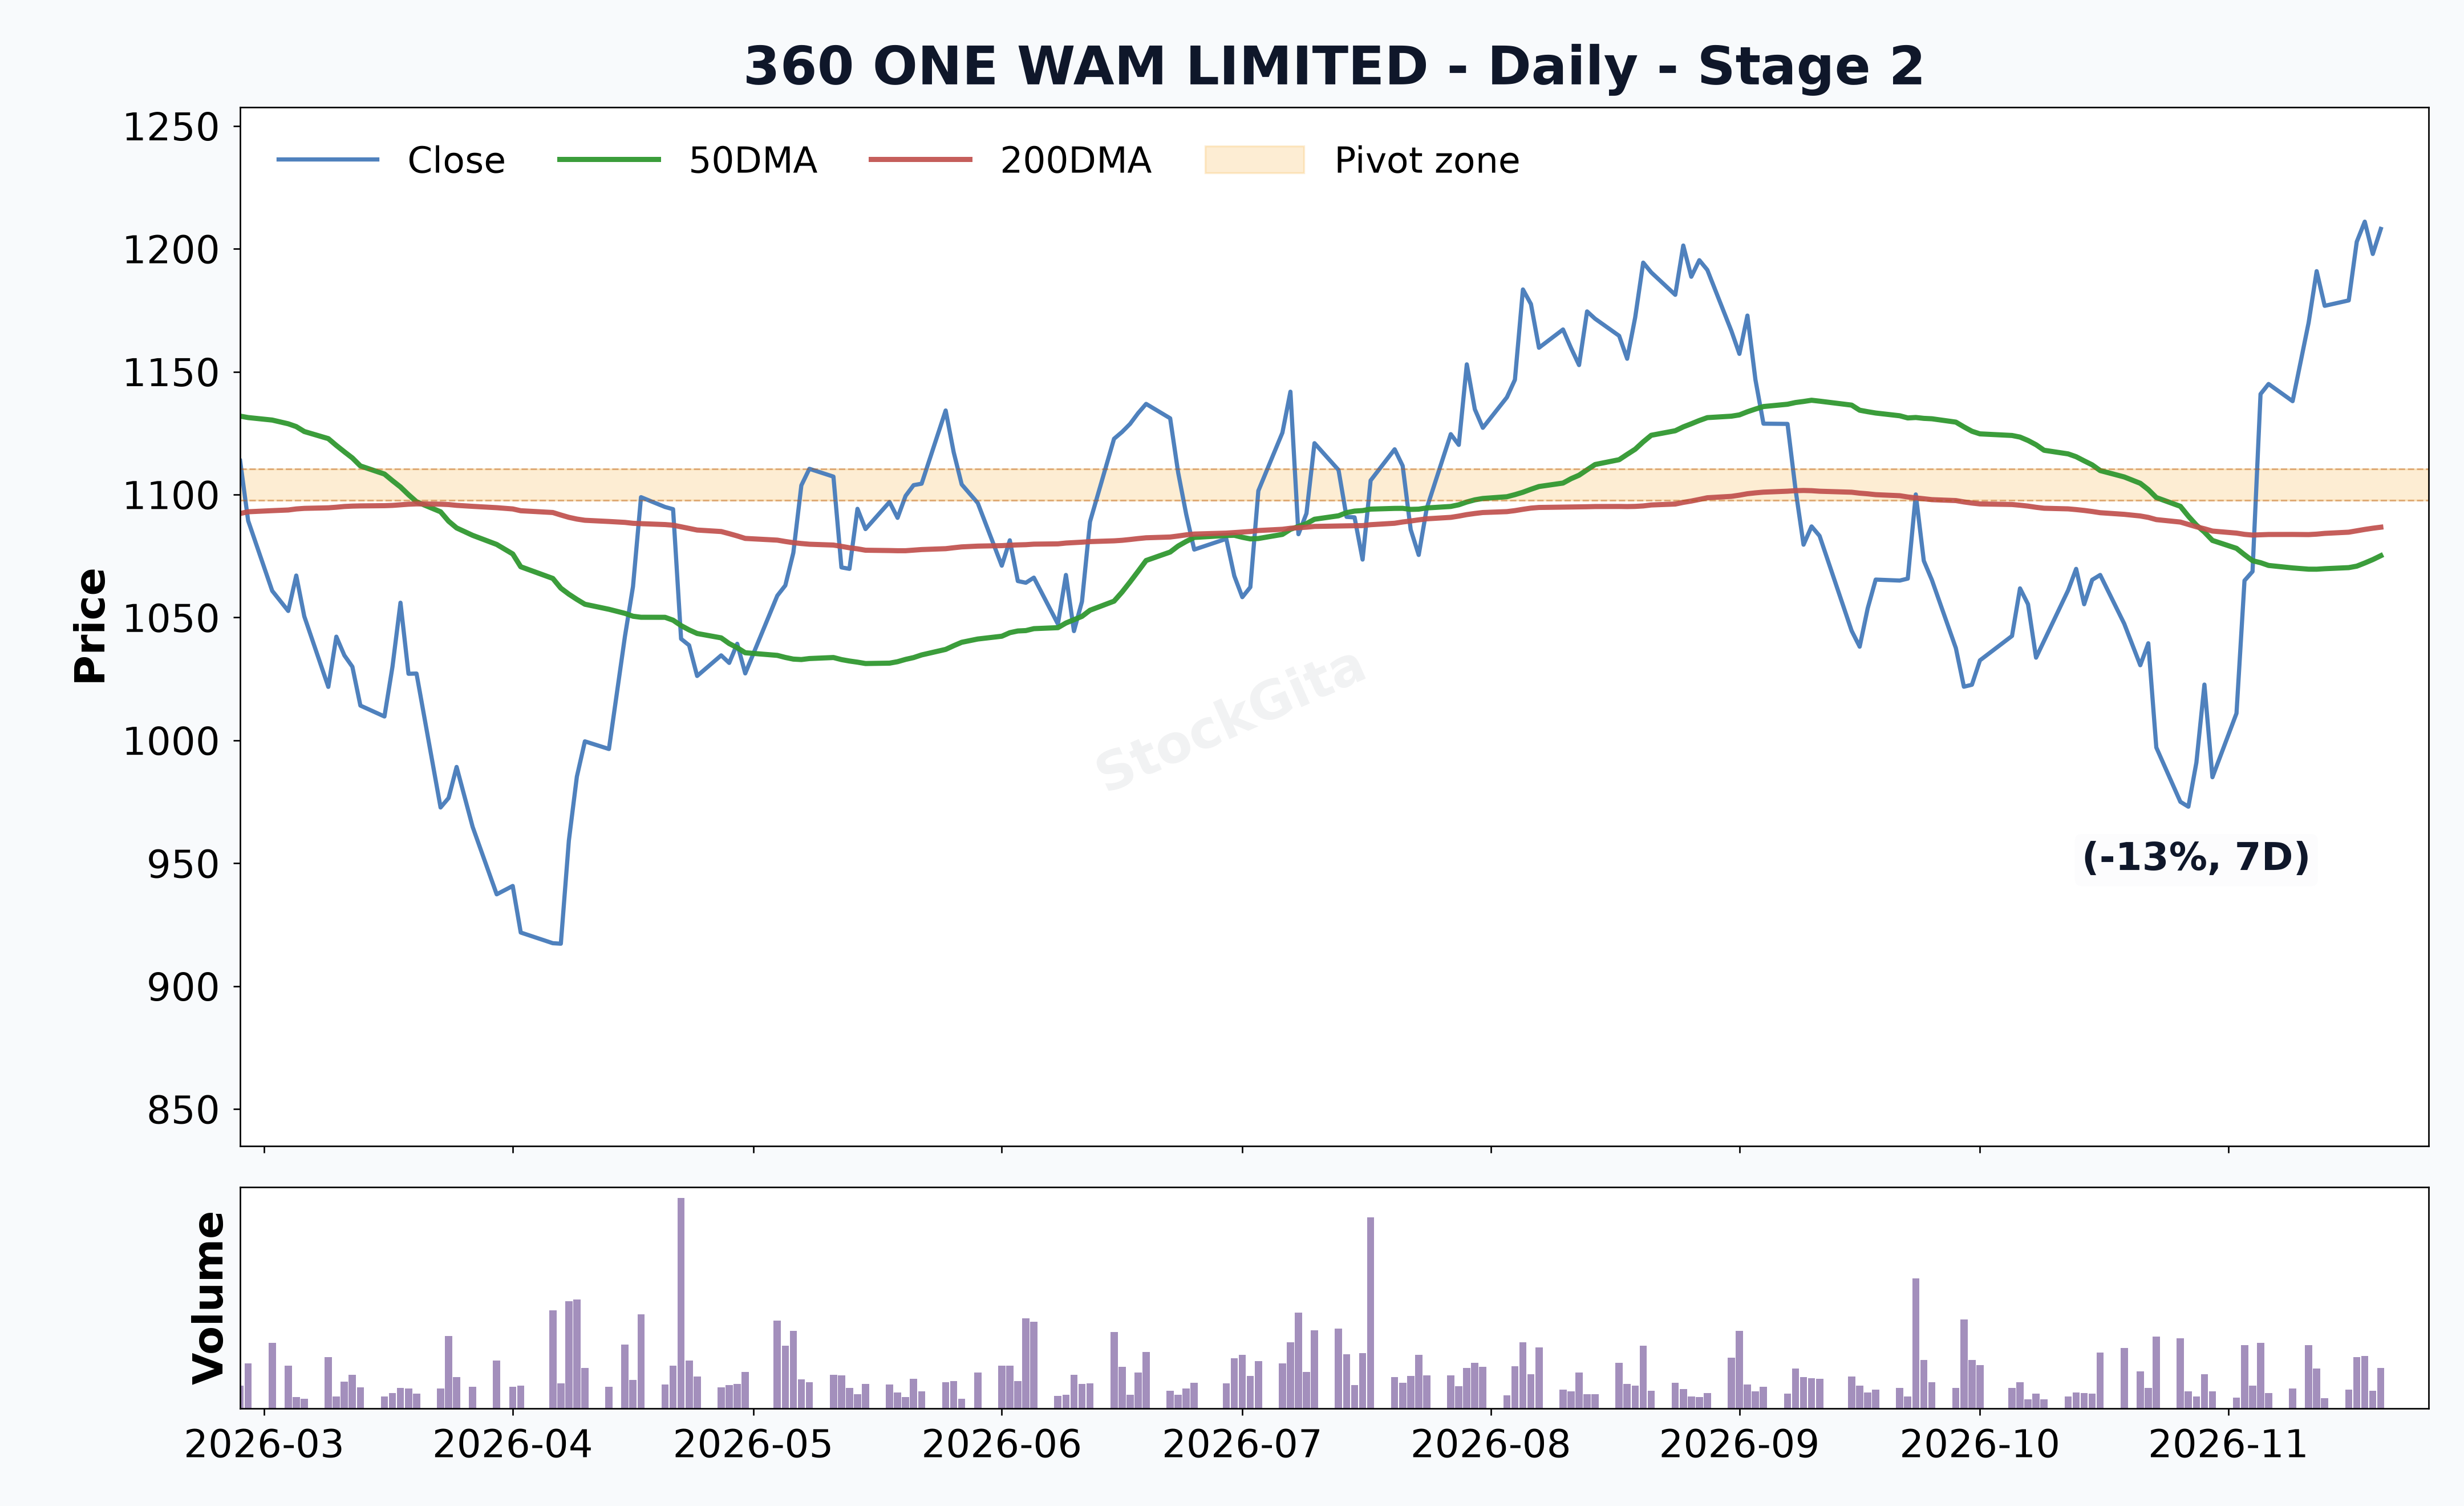 360 ONE WAM LIMITED - Daily - Stage 2
Close 50DMA 200DMA Pivot zone
1250
1200
1150
1100
1050
1000
950
900
850
Price
StockGita
(-13%, 7D)
Volume
2026-03 2026-04 2026-05 2026-06 2026-07 2026-08 2026-09 2026-10 2026-11